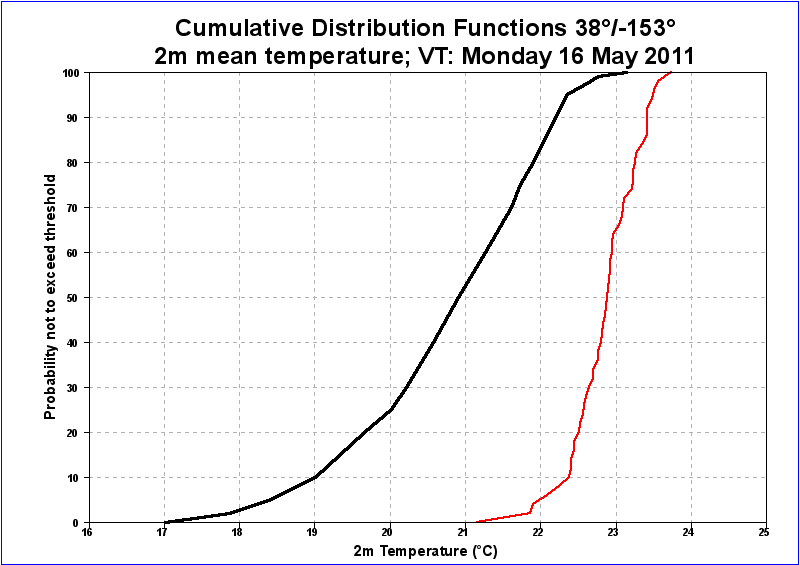 Cumulative Distribution Functions 38°/-153°
2m mean temperature; VT: Monday 16 May 2011
Probability not to exceed threshold
100
90
80
70
60
50
40
30
20
10
0
16 17 18 19 20 21 22 23 24 25
2m Temperature (°C)